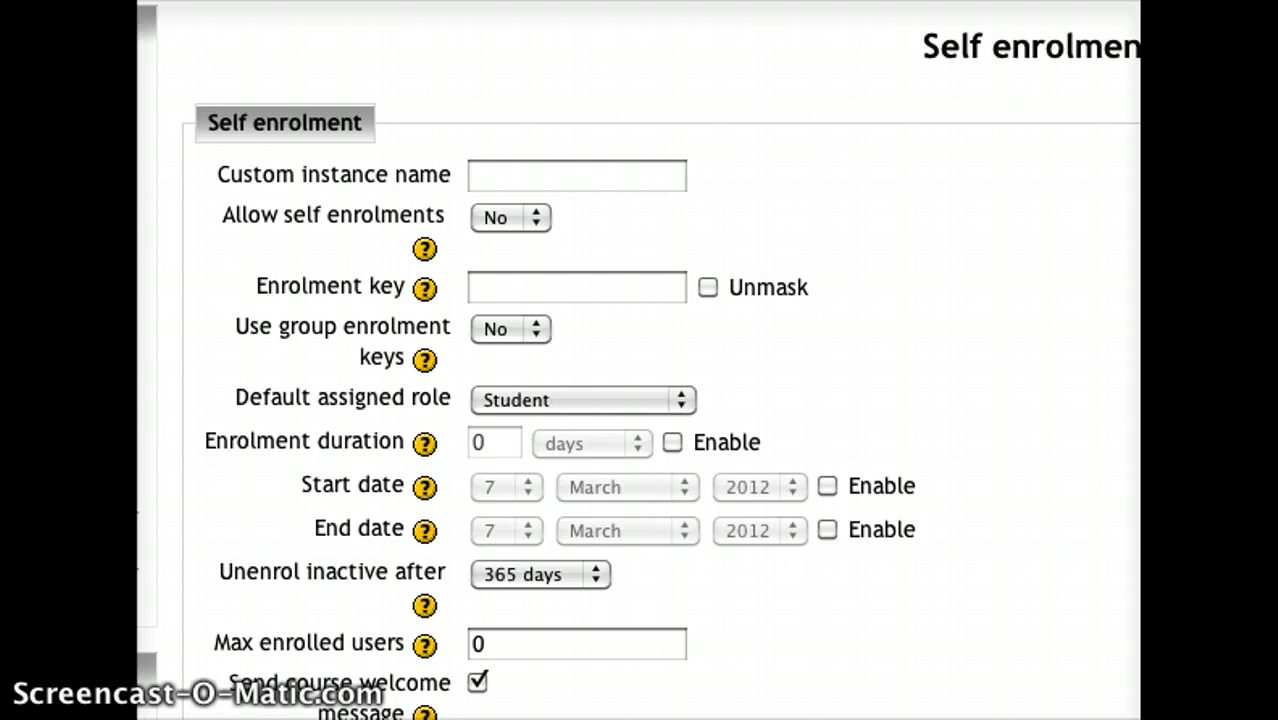 Self enrolmen
Self enrolment
Custom instance name
Allow self enrolments No
?
Enrolment key ? Unmask
Use group enrolment No
keys ?
Default assigned role Student
Enrolment duration ? 0 days Enable
Start date ? 7 March 2012 Enable
End date ? 7 March 2012 Enable
Unenrol inactive after 365 days
?
Max enrolled users ? 0
Send course welcome
message ?
Screencast-O-Matic.com